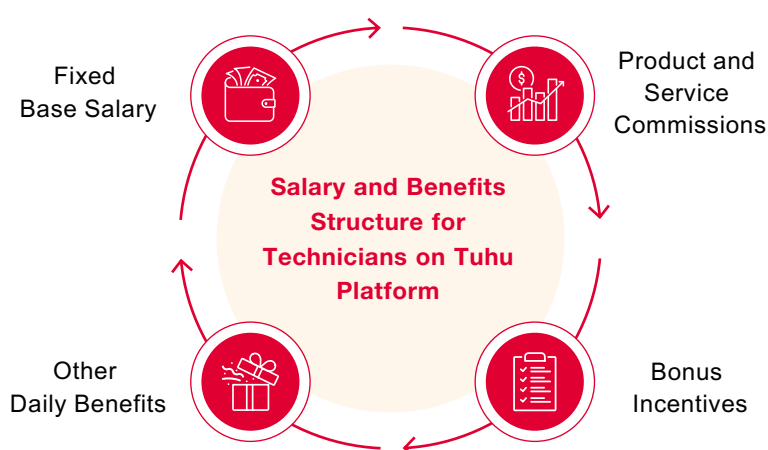 Fixed
Base Salary
Product and
Service
Commissions
Salary and Benefits
Structure for
Technicians on Tuhu
Platform
Other
Daily Benefits
Bonus
Incentives